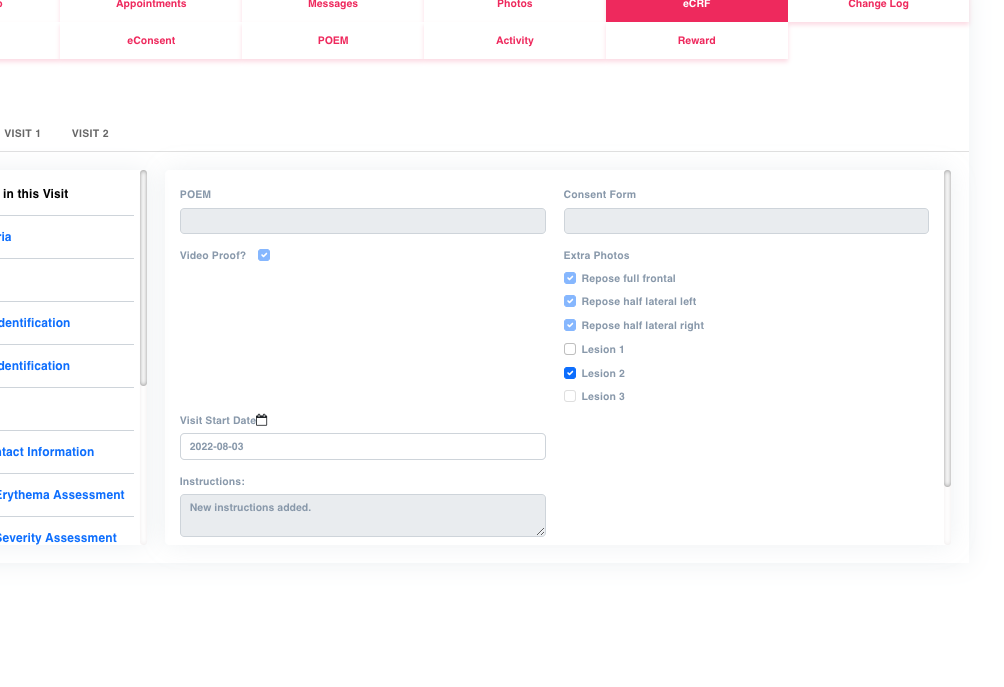 Appointments
Messages
Photos
eCRF
Change Log
eConsent
POEM
Activity
Reward
VISIT 1
VISIT 2
in this Visit
ria
dentification
dentification
ntact Information
Erythema Assessment
Severity Assessment
POEM
Consent Form
Video Proof?
Extra Photos
Repose full frontal
Repose half lateral left
Repose half lateral right
Lesion 1
Lesion 2
Lesion 3
Visit Start Date
2022-08-03
Instructions:
New instructions added.